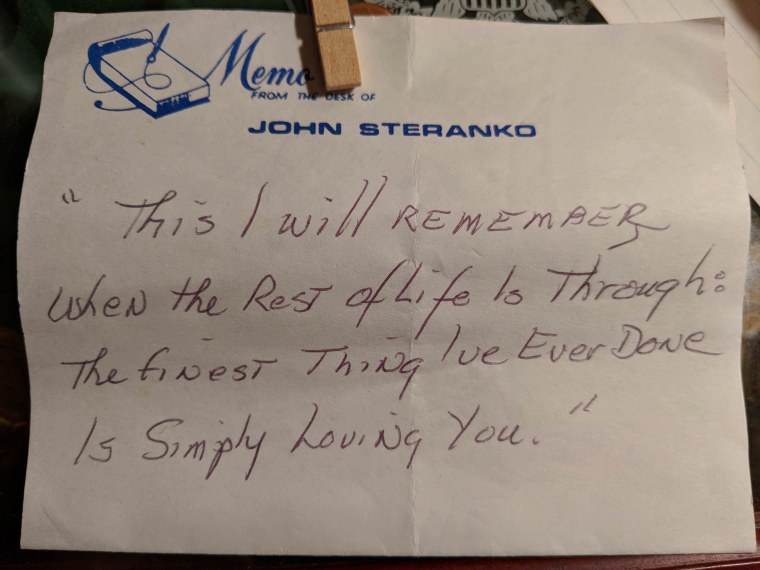 Memo
FROM THE DESK OF
JOHN STERANKO
"This I will REMEMBER
When the Rest of Life Is Through:
The finest Thing I've Ever Done
Is Simply Loving You."